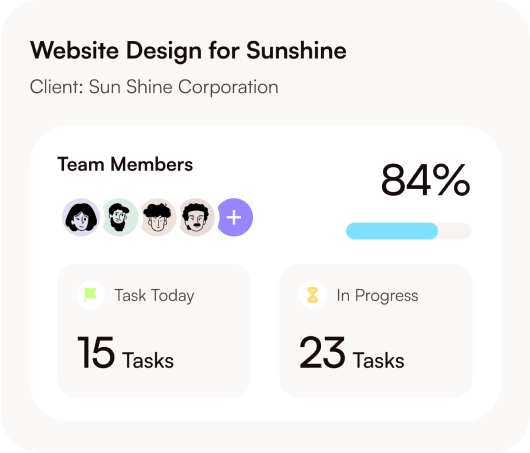 Website Design for Sunshine
Client: Sun Shine Corporation
Team Members
84%
+
Task Today
15 Tasks
In Progress
23 Tasks